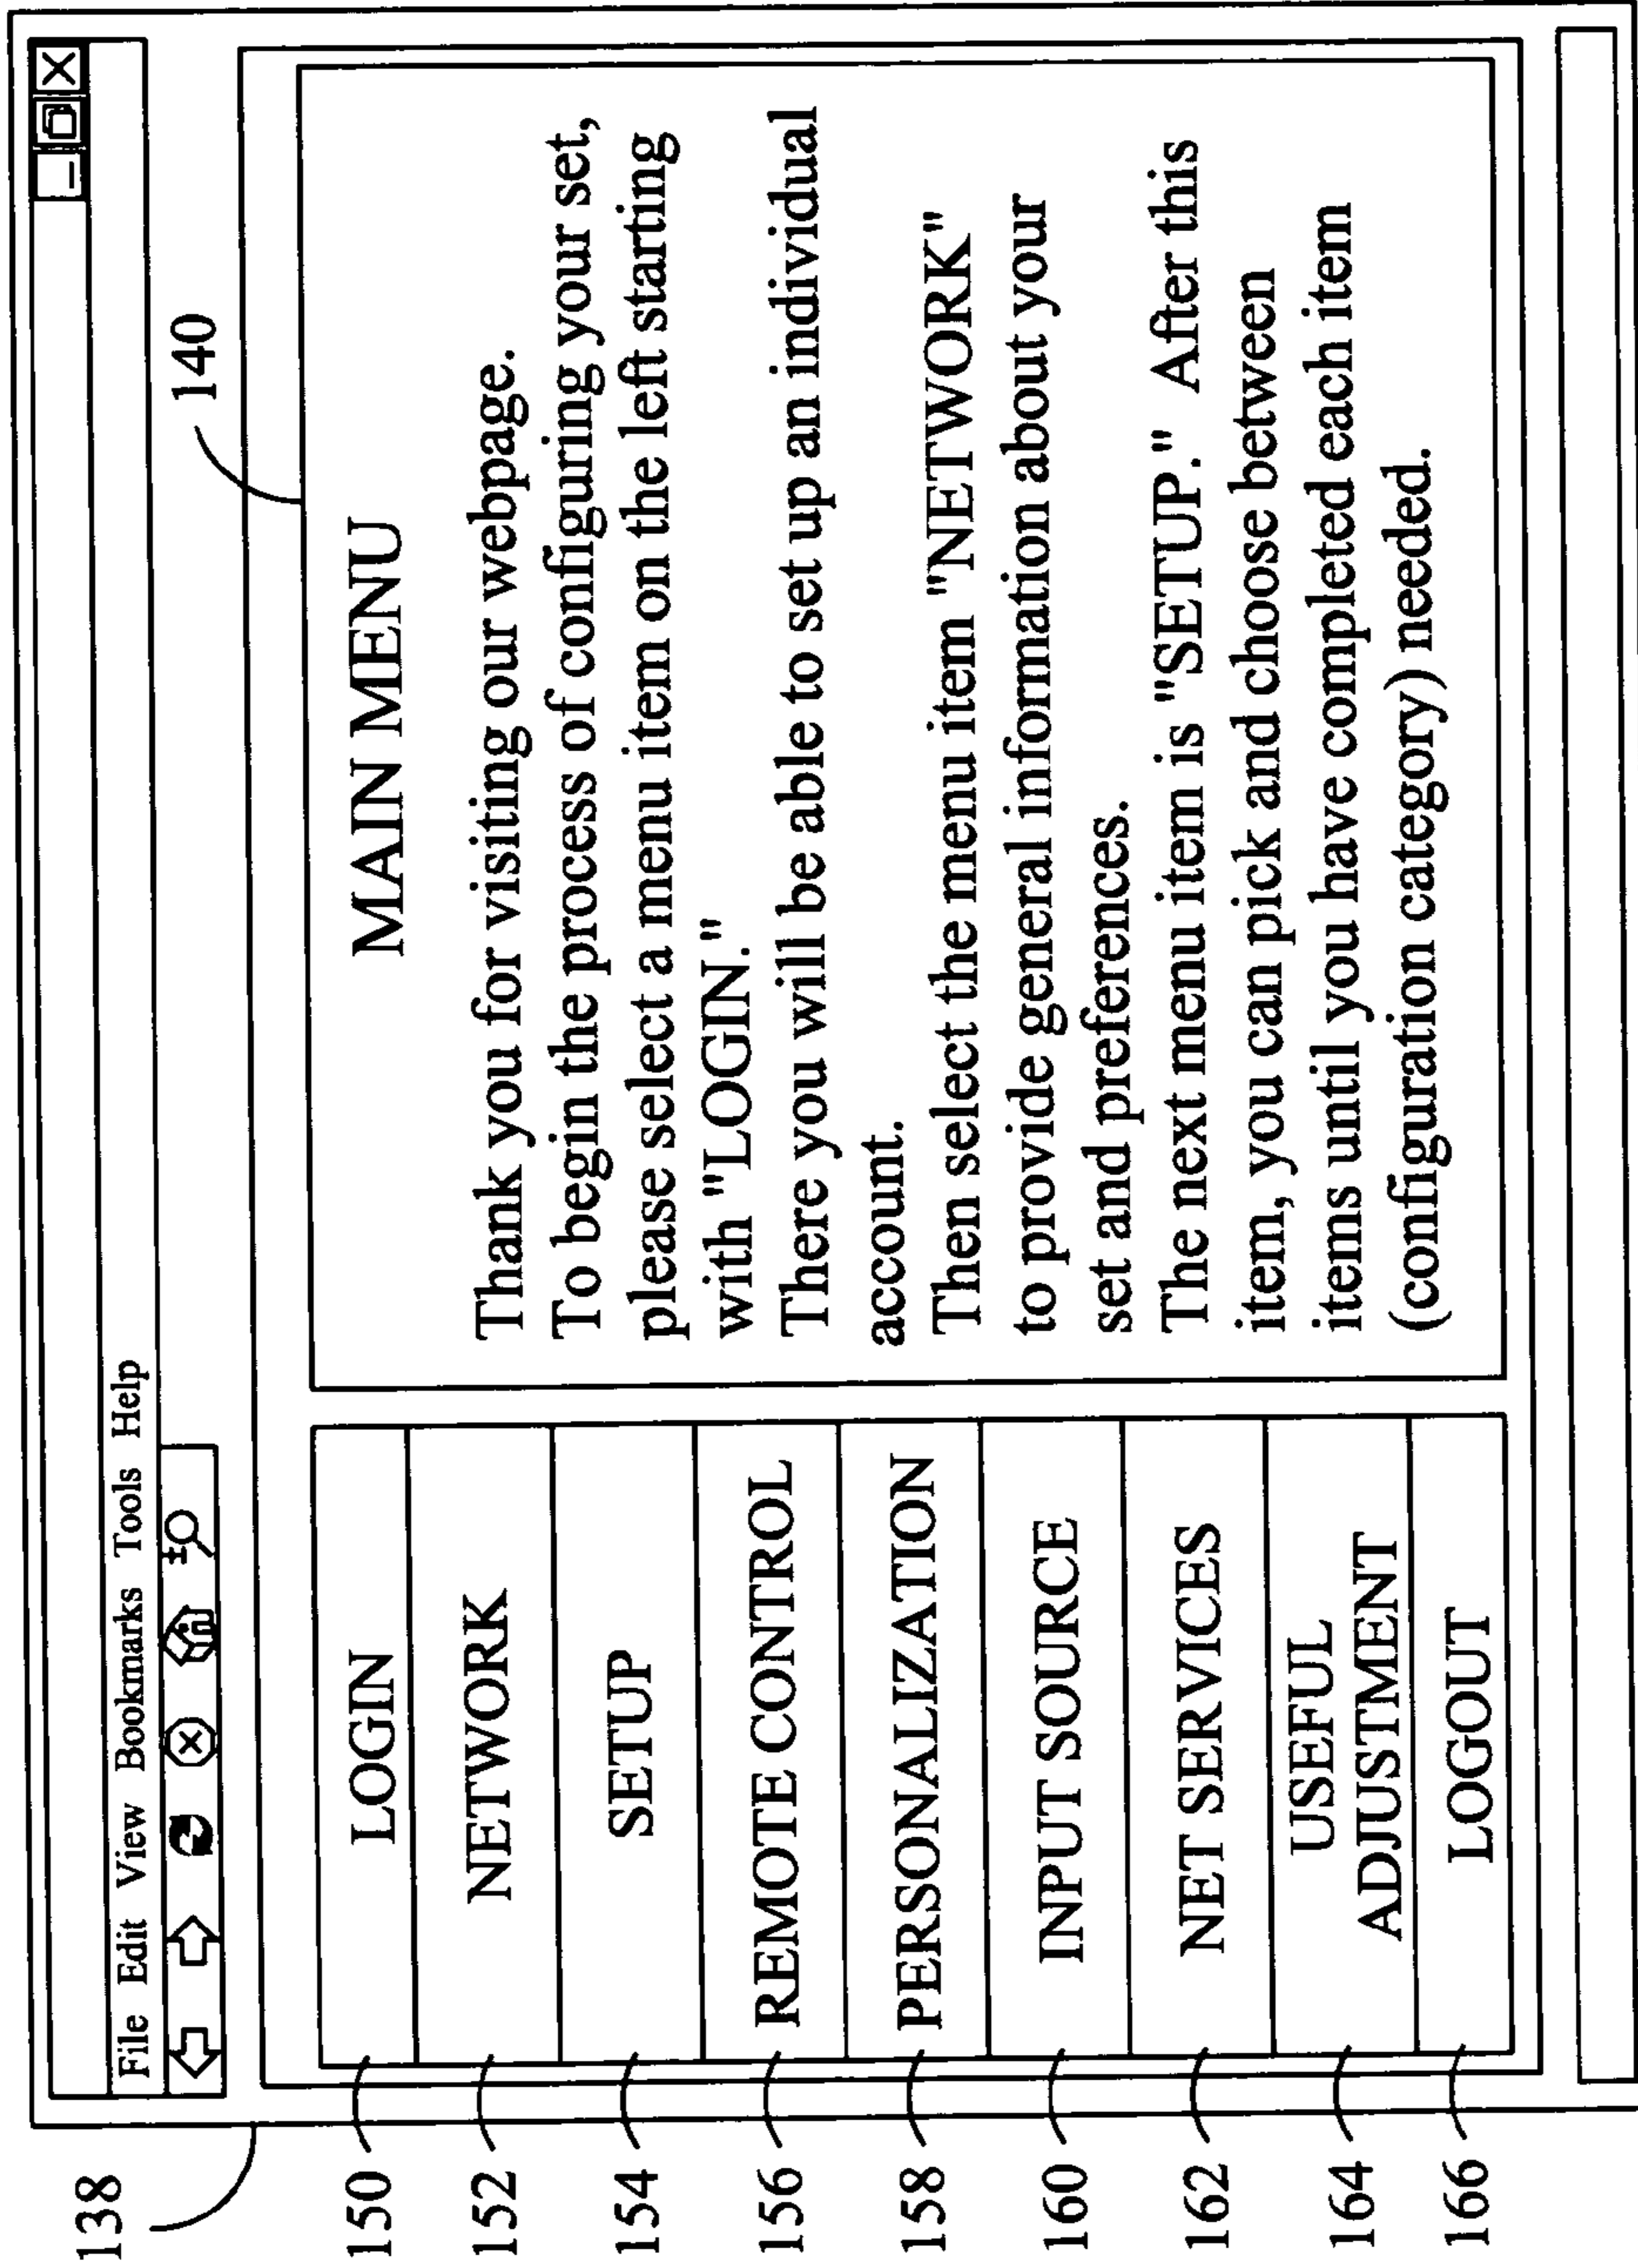 138
File Edit View Bookmarks Tools Help
140
150
LOGIN
152
NETWORK
154
SETUP
156
REMOTE CONTROL
158
PERSONALIZATION
160
INPUT SOURCE
162
NET SERVICES
164
USEFUL
ADJUSTMENT
166
LOGOUT
MAIN MENU
Thank you for visiting our webpage.
To begin the process of configuring your set,
please select a menu item on the left starting
with "LOGIN."
There you will be able to set up an individual
account.
Then select the menu item "NETWORK"
to provide general information about your
set and preferences.
The next menu item is "SETUP." After this
item, you can pick and choose between
items until you have completed each item
(configuration category) needed.